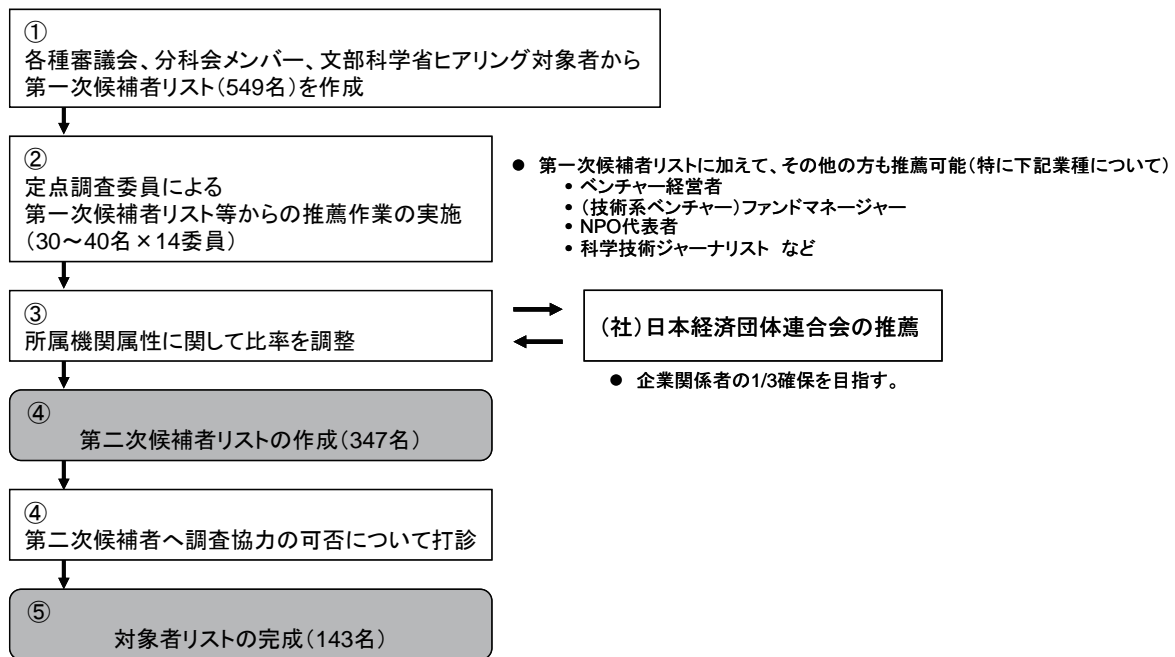 ①
各種審議会、分科会メンバー、文部科学省ヒアリング対象者から
第一次候補者リスト(549名)を作成
②
定点調査委員による
第一次候補者リスト等からの推薦作業の実施
(30～40名×14委員)
● 第一次候補者リストに加えて、その他の方も推薦可能(特に下記業種について)
• ベンチャー経営者
• (技術系ベンチャー)ファンドマネージャー
• NPO代表者
• 科学技術ジャーナリスト など
③
所属機関属性に関して比率を調整
(社)日本経済団体連合会の推薦
● 企業関係者の1/3確保を目指す。
④
第二次候補者リストの作成(347名)
④
第二次候補者へ調査協力の可否について打診
⑤
対象者リストの完成(143名)